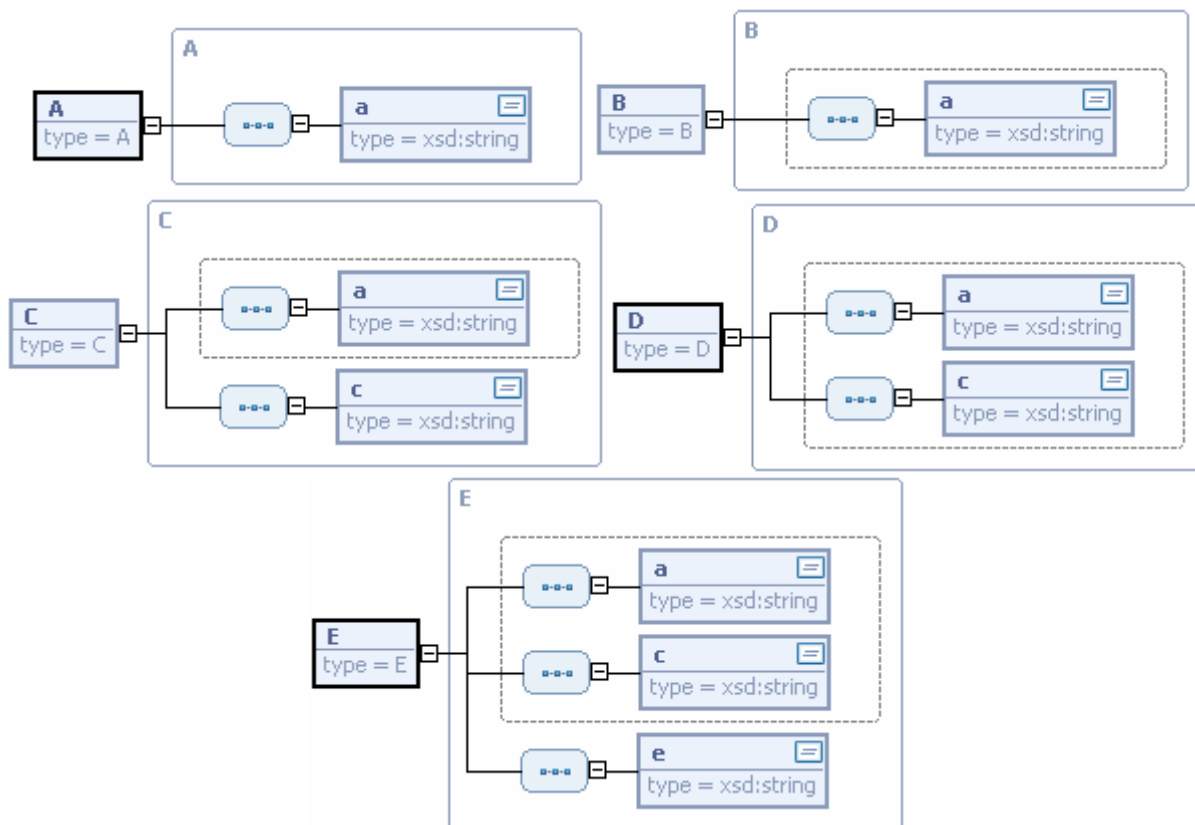 A
A
type = A
a
type = xsd:string
B
B
type = B
a
type = xsd:string
C
C
type = C
a
type = xsd:string
c
type = xsd:string
D
D
type = D
a
type = xsd:string
c
type = xsd:string
E
E
type = E
a
type = xsd:string
c
type = xsd:string
e
type = xsd:string